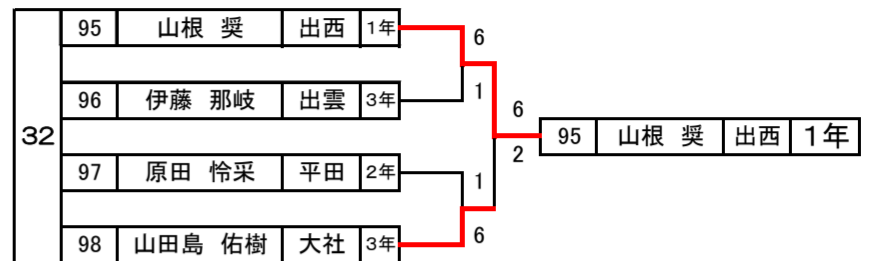 32
95 山根 奨 出西 1年
6
96 伊藤 那岐 出雲 3年
1
6
95 山根 奨 出西 1年
2
97 原田 怜采 平田 2年
1
98 山田島 佑樹 大社 3年
6